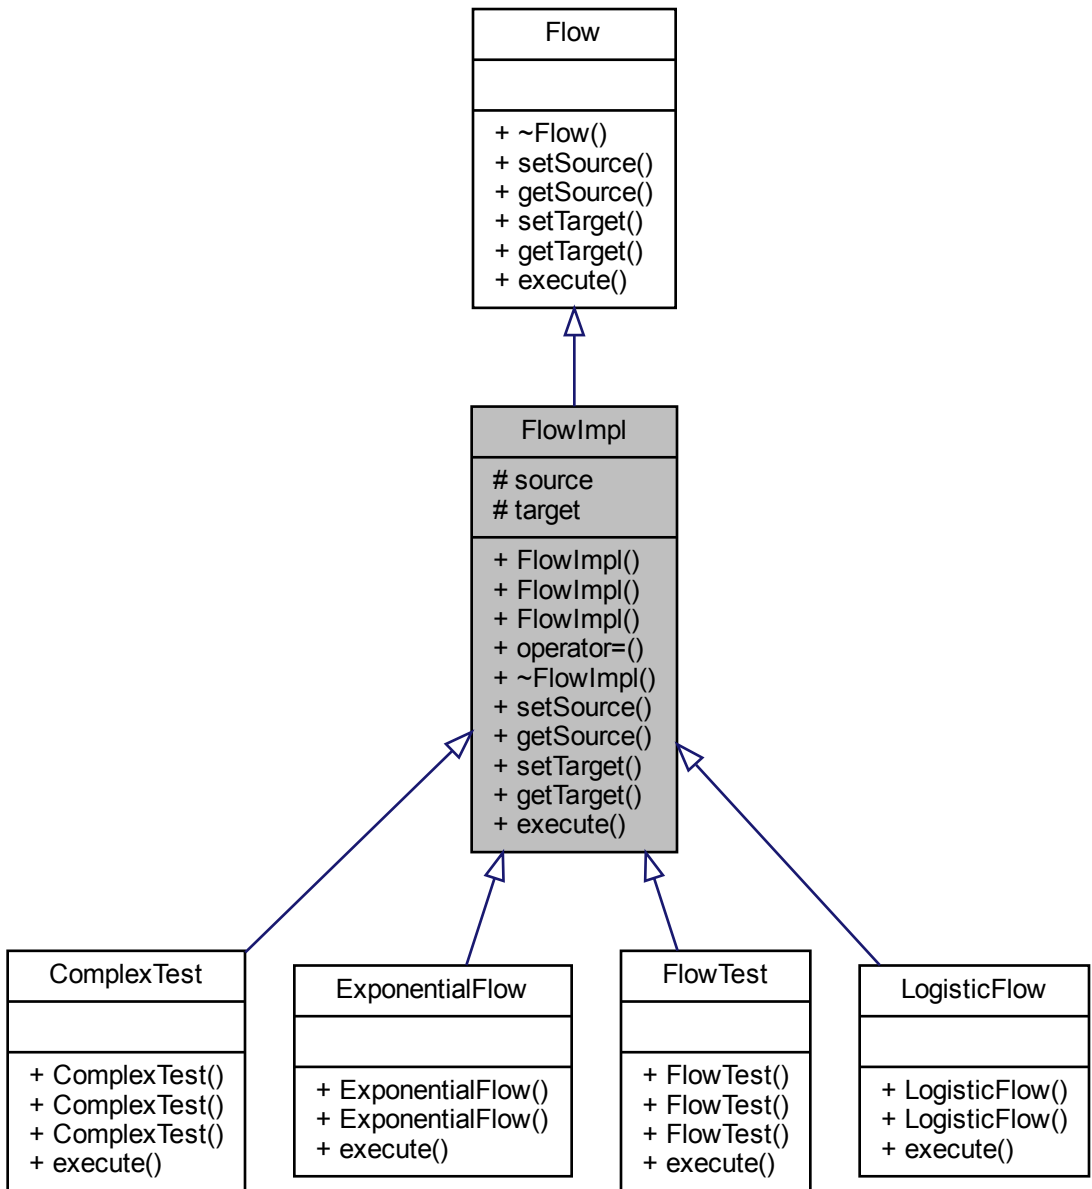 Flow
+ ~Flow()
+ setSource()
+ getSource()
+ setTarget()
+ getTarget()
+ execute()
FlowImpl
# source
# target
+ FlowImpl()
+ FlowImpl()
+ FlowImpl()
+ operator=()
+ ~FlowImpl()
+ setSource()
+ getSource()
+ setTarget()
+ getTarget()
+ execute()
ComplexTest
+ ComplexTest()
+ ComplexTest()
+ ComplexTest()
+ execute()
ExponentialFlow
+ ExponentialFlow()
+ ExponentialFlow()
+ execute()
FlowTest
+ FlowTest()
+ FlowTest()
+ FlowTest()
+ execute()
LogisticFlow
+ LogisticFlow()
+ LogisticFlow()
+ execute()